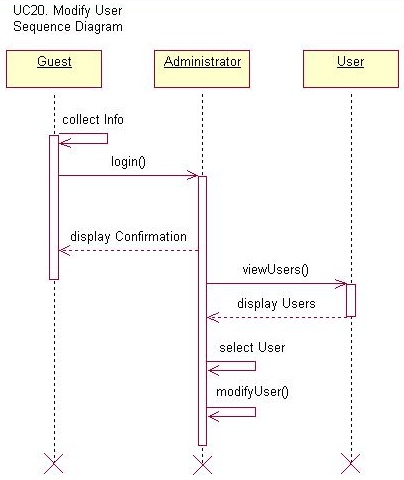 UC20. Modify User
Sequence Diagram
Guest
Administrator
User
collect Info
login()
display Confirmation
viewUsers()
display Users
select User
modifyUser()